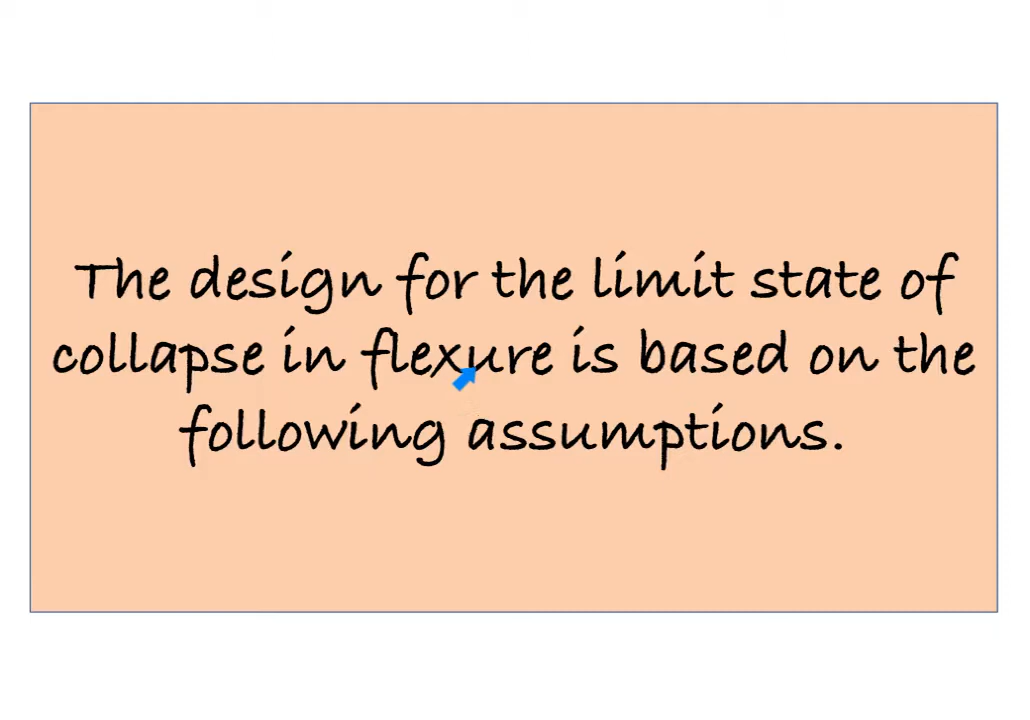 The design for the limit state of
collapse in flexure is based on the
following assumptions.